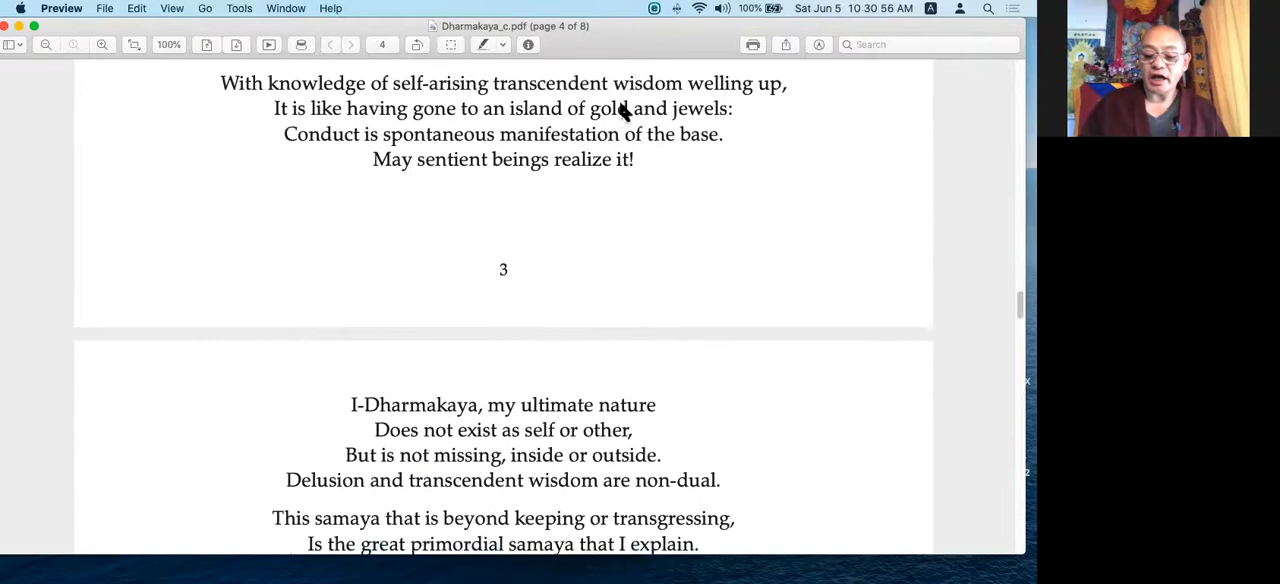 Preview File Edit View Go Tools Window Help 100% Sat Jun 5 10:30:56 AM A
Dharmakaya_c.pdf (page 4 of 8)
100% 4 Search
With knowledge of self-arising transcendent wisdom welling up,
It is like having gone to an island of gold and jewels:
Conduct is spontaneous manifestation of the base.
May sentient beings realize it!
3
I-Dharmakaya, my ultimate nature
Does not exist as self or other,
But is not missing, inside or outside.
Delusion and transcendent wisdom are non-dual.
This samaya that is beyond keeping or transgressing,
Is the great primordial samaya that I explain.
X
2